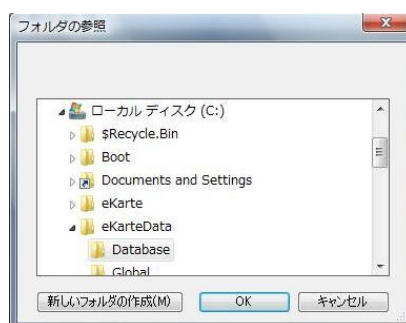 フォルダの参照
ローカル ディスク (C:)
$Recycle.Bin
Boot
Documents and Settings
eKarte
eKarteData
Database
Global
新しいフォルダの作成(M)
OK
キャンセル